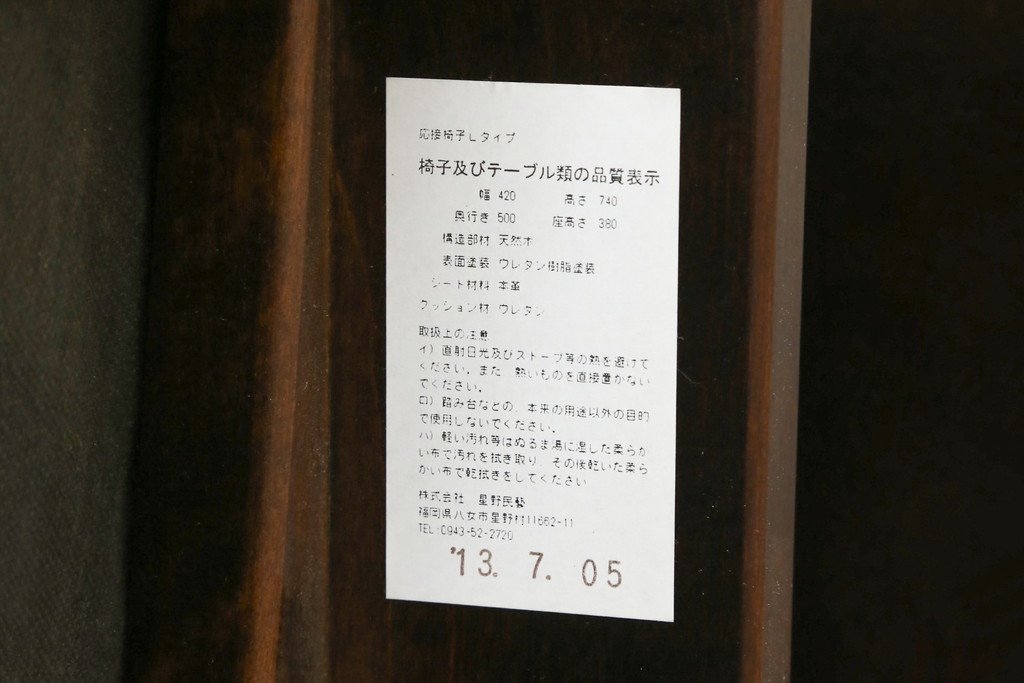 応接椅子Lタイプ
椅子及びテーブル類の品質表示
幅 420 高さ 740
奥行き 500 座高さ 380
構造部材 天然木
表面塗装 ウレタン樹脂塗装
シート材料 本革
クッション材 ウレタン
取扱上の注意
イ) 直射日光及びストーブ等の熱を避けて
ください。また 熱いものを直接置かない
でください。
ロ) 踏み台などの、本来の用途以外の目的
で使用しないでください。
ハ) 軽い汚れ等はぬるま湯に湿した柔らか
い布で汚れを拭き取り、その後乾いた柔ら
かい布で乾拭きをしてください
株式会社 星野民藝
福岡県八女市星野村11662-11
TEL:0943-52-2720
'13. 7. 05